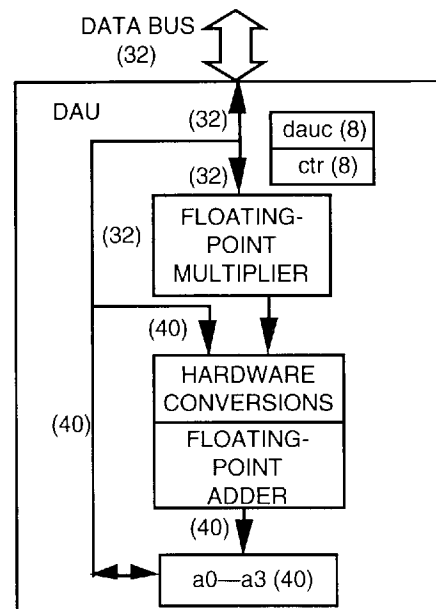 DATA BUS
(32)
DAU
(32)
dauc (8)
ctr (8)
(32)
(32)
FLOATING-
POINT
MULTIPLIER
(40)
HARDWARE
CONVERSIONS
(40)
FLOATING-
POINT
ADDER
(40)
a0—a3 (40)